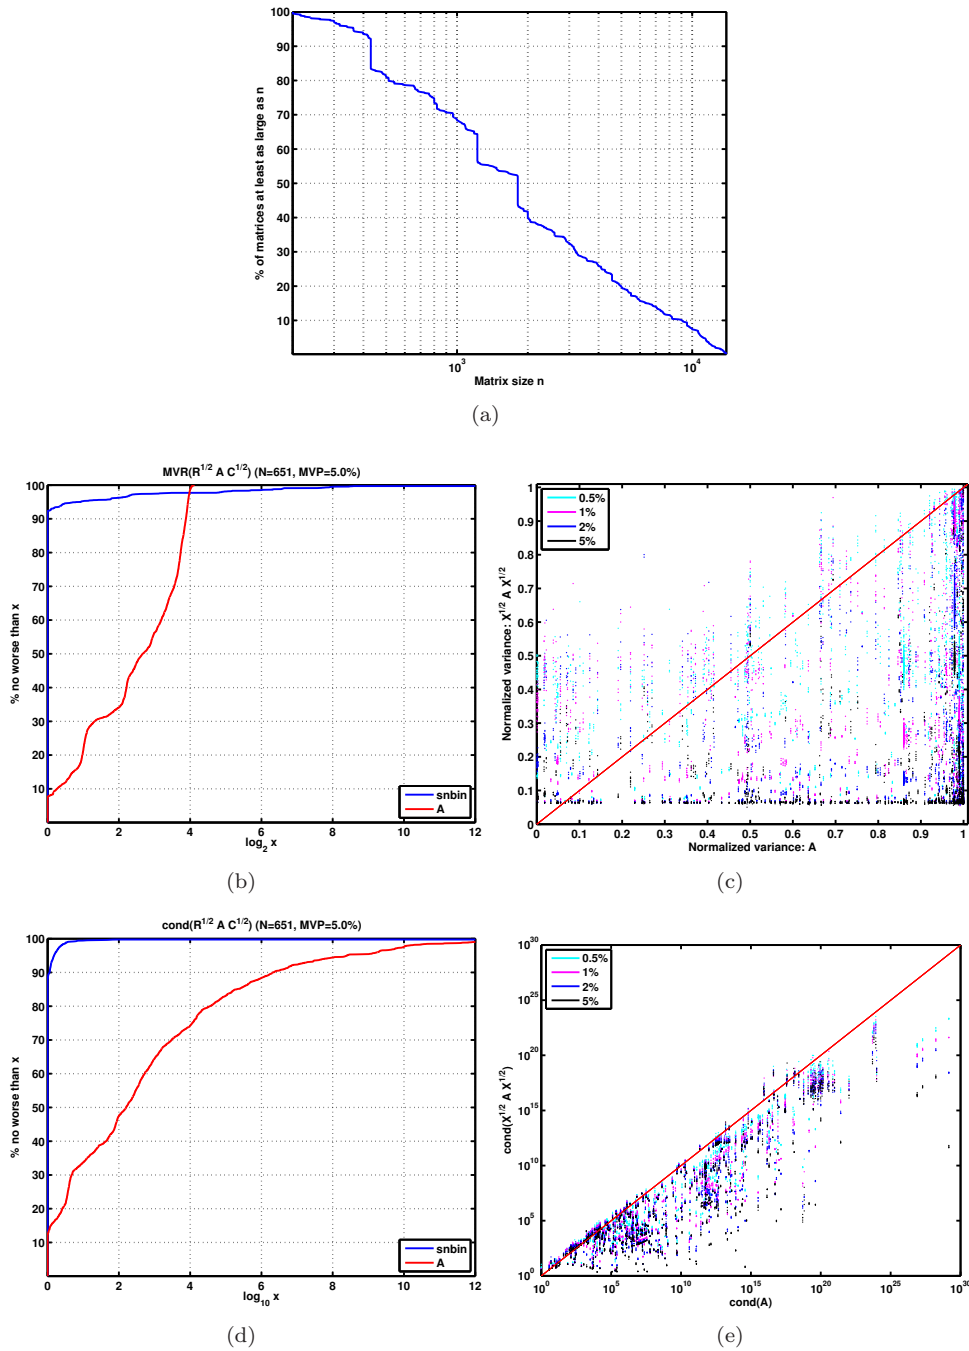 100
90
80
70
60
50
40
30
20
10
% of matrices at least as large as n
10^3
10^4
Matrix size n
(a)
MVR(R^{1/2} A C^{1/2}) (N=651, MVP=5.0%)
100
90
80
70
60
50
40
30
20
10
% no worse than x
snbin
A
0 2 4 6 8 10 12
log_2 x
(b)
1
0.9
0.8
0.7
0.6
0.5
0.4
0.3
0.2
0.1
0
Normalized variance: X^{1/2} A X^{1/2}
0.5%
1%
2%
5%
0 0.1 0.2 0.3 0.4 0.5 0.6 0.7 0.8 0.9 1
Normalized variance: A
(c)
cond(R^{1/2} A C^{1/2}) (N=651, MVP=5.0%)
100
90
80
70
60
50
40
30
20
10
% no worse than x
snbin
A
0 2 4 6 8 10 12
log_10 x
(d)
10^30
10^25
10^20
10^15
10^10
10^5
10^0
cond(X^{1/2} A X^{1/2})
0.5%
1%
2%
5%
10^0 10^5 10^10 10^15 10^20 10^25 10^30
cond(A)
(e)